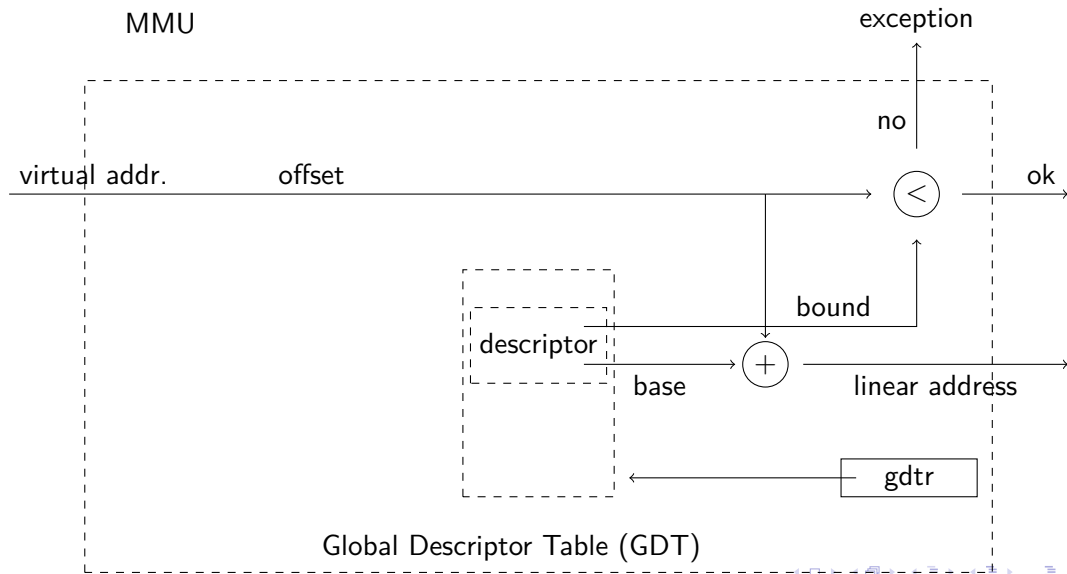 MMU
exception
no
virtual addr.
offset
<
ok
bound
descriptor
+
base
linear address
gdtr
Global Descriptor Table (GDT)